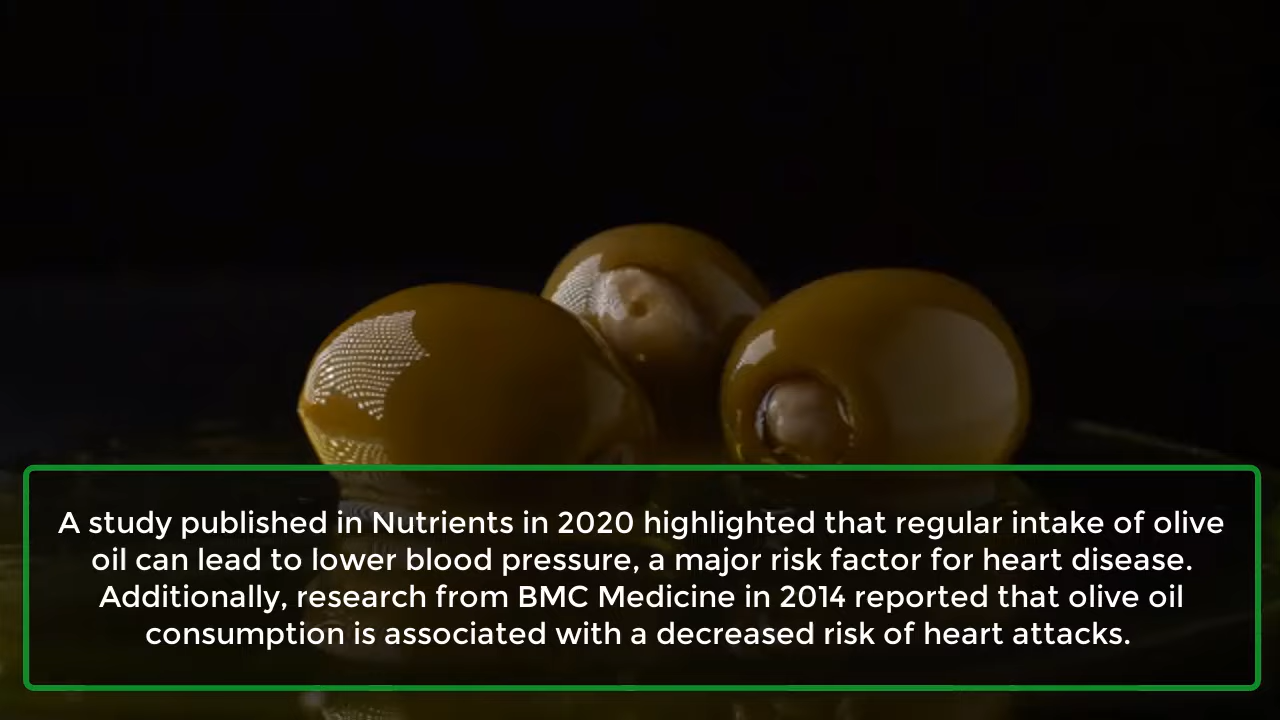 A study published in Nutrients in 2020 highlighted that regular intake of olive
oil can lead to lower blood pressure, a major risk factor for heart disease.
Additionally, research from BMC Medicine in 2014 reported that olive oil
consumption is associated with a decreased risk of heart attacks.